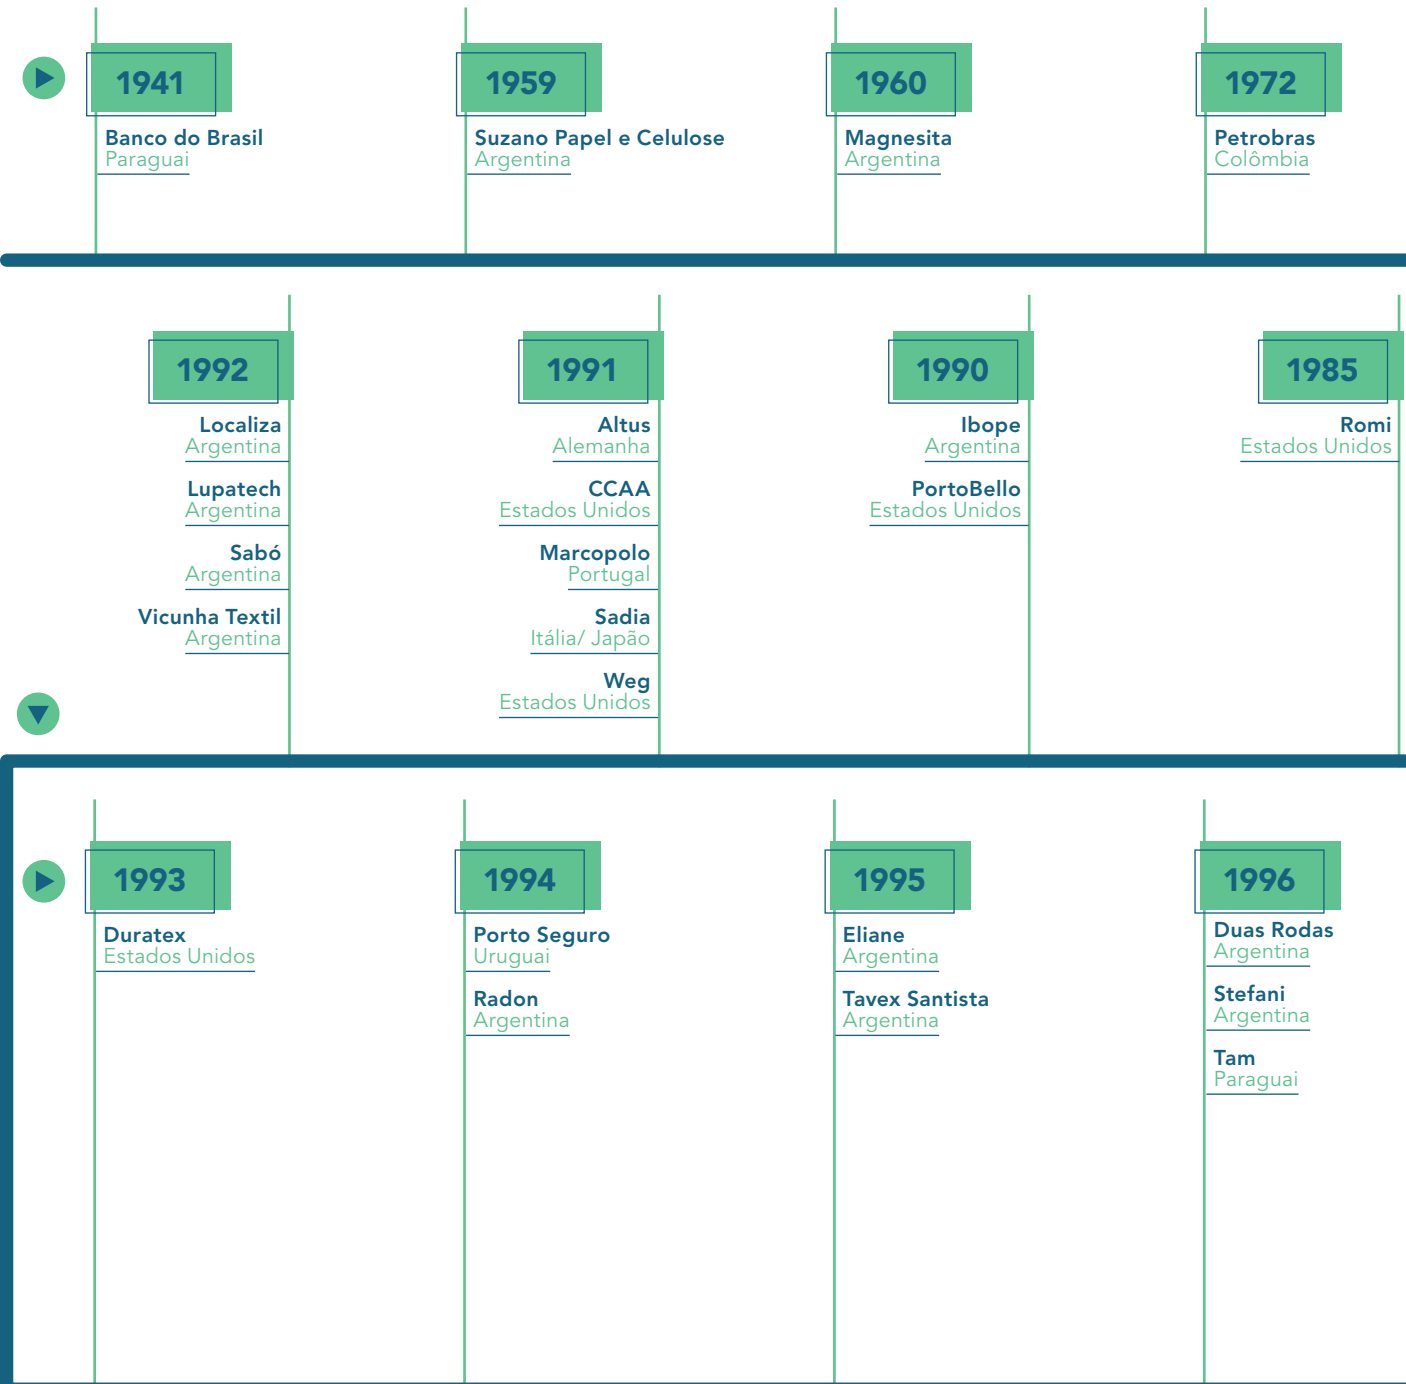 1941
Banco do Brasil
Paraguai
1959
Suzano Papel e Celulose
Argentina
1960
Magnesita
Argentina
1972
Petrobras
Colômbia
1992
Localiza
Argentina
Lupatech
Argentina
Sabó
Argentina
Vicunha Textil
Argentina
1991
Altus
Alemanha
CCAA
Estados Unidos
Marcopolo
Portugal
Sadia
Itália/ Japão
Weg
Estados Unidos
1990
Ibope
Argentina
PortoBello
Estados Unidos
1985
Romi
Estados Unidos
1993
Duratex
Estados Unidos
1994
Porto Seguro
Uruguai
Radon
Argentina
1995
Eliane
Argentina
Tavex Santista
Argentina
1996
Duas Rodas
Argentina
Stefani
Argentina
Tam
Paraguai